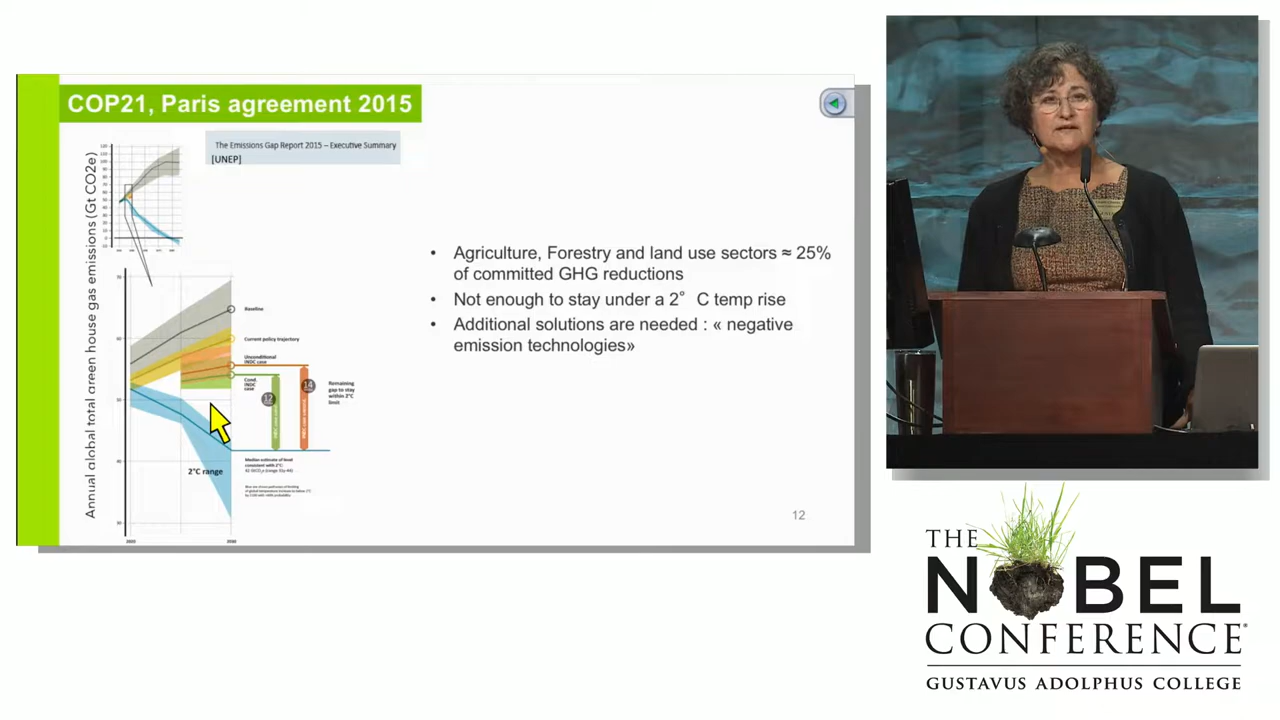 COP21, Paris agreement 2015
The Emissions Gap Report 2015 – Executive Summary
[UNEP]
Annual global total green house gas emissions (Gt CO2e)
Baseline
Current policy trajectory
Unconditional
INDC case
Cond.
INDC
case
12
14
Remaining
gap to stay
within 2°C
limit
2°C range
Median estimate of level
consistent with 2°C:
• Agriculture, Forestry and land use sectors ≈ 25%
of committed GHG reductions
• Not enough to stay under a 2° C temp rise
• Additional solutions are needed : « negative
emission technologies»
12
THE
NOBEL
CONFERENCE®
GUSTAVUS ADOLPHUS COLLEGE